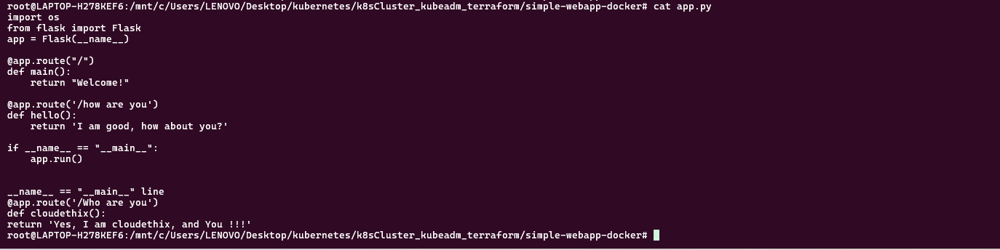 root@LAPTOP-H278KEF6:/mnt/c/Users/LENOVO/Desktop/kubernetes/k8sCluster_kubeadm_terraform/simple-webapp-docker# cat app.py
import os
from flask import Flask
app = Flask(__name__)
@app.route("/")
def main():
    return "Welcome!"
@app.route('/how are you')
def hello():
    return 'I am good, how about you?'
if __name__ == "__main__":
    app.run()
__name__ == "__main__" line
@app.route('/Who are you')
def cloudethix():
return 'Yes, I am cloudethix, and You !!!'
root@LAPTOP-H278KEF6:/mnt/c/Users/LENOVO/Desktop/kubernetes/k8sCluster_kubeadm_terraform/simple-webapp-docker#